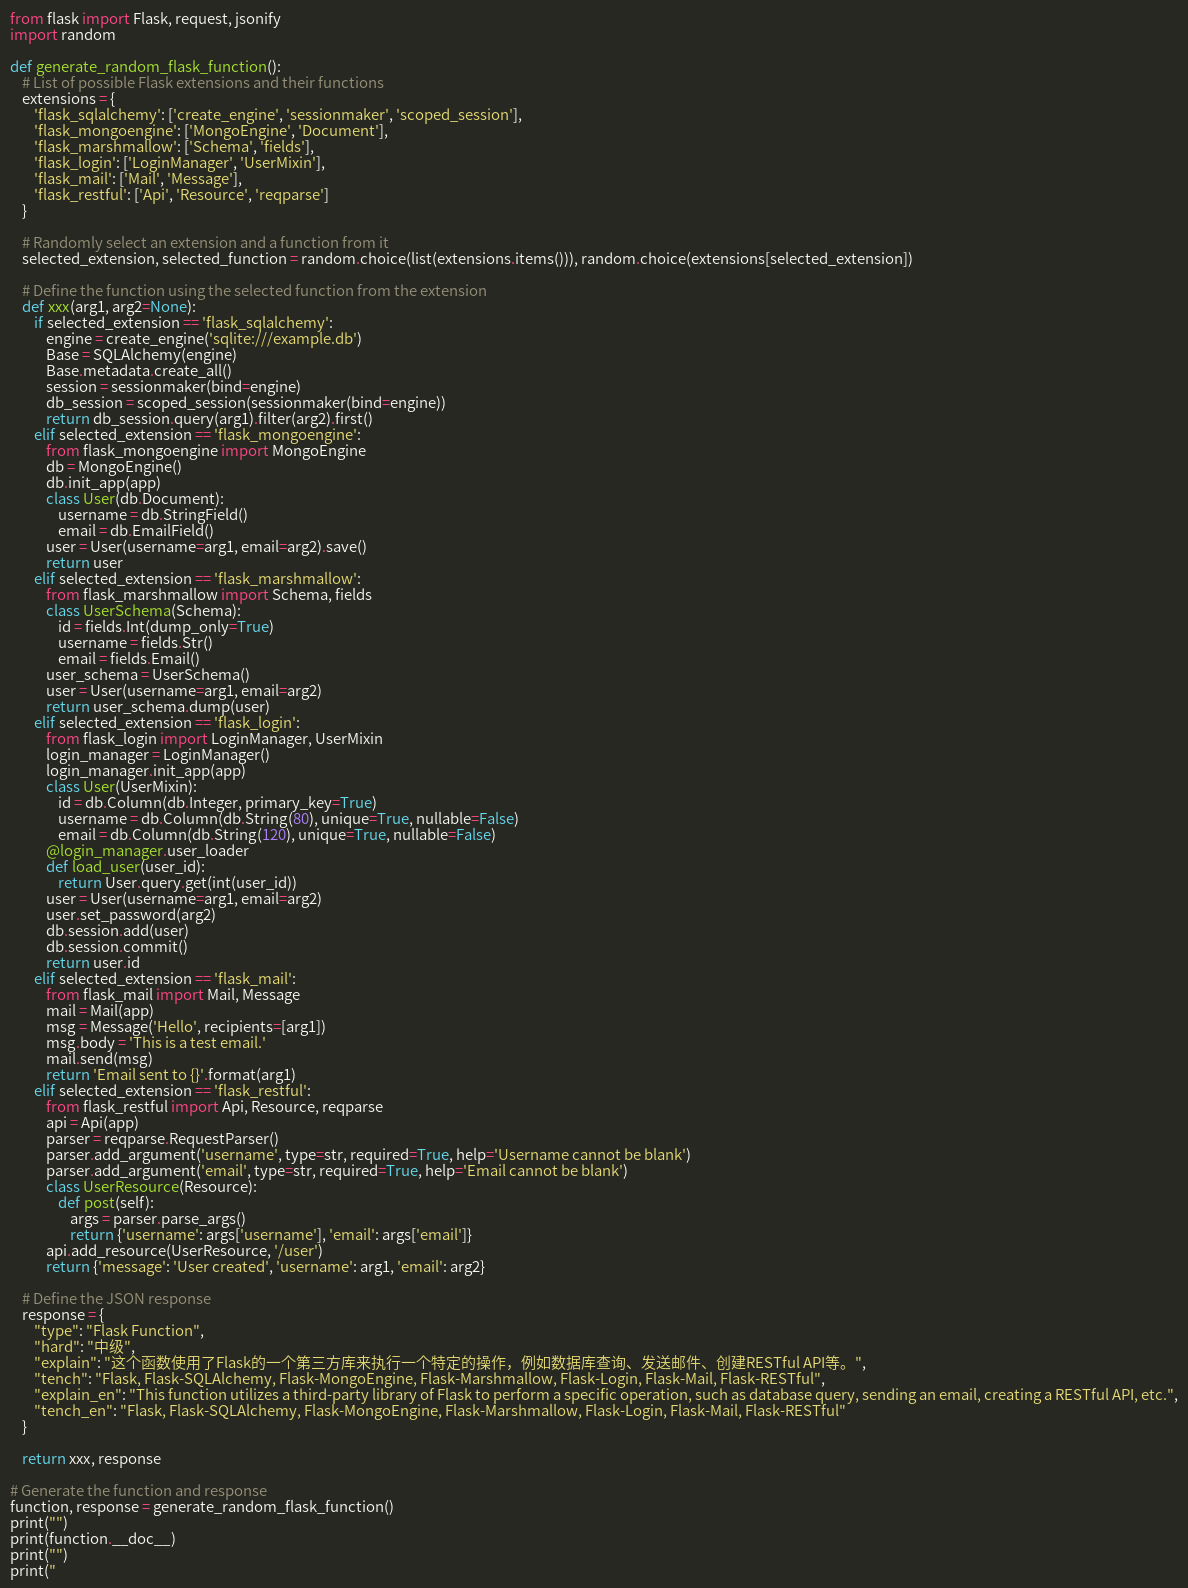 from flask import Flask, request, jsonify
import random

def generate_random_flask_function():
    # List of possible Flask extensions and their functions
    extensions = {
        'flask_sqlalchemy': ['create_engine', 'sessionmaker', 'scoped_session'],
        'flask_mongoengine': ['MongoEngine', 'Document'],
        'flask_marshmallow': ['Schema', 'fields'],
        'flask_login': ['LoginManager', 'UserMixin'],
        'flask_mail': ['Mail', 'Message'],
        'flask_restful': ['Api', 'Resource', 'reqparse']
    }

    # Randomly select an extension and a function from it
    selected_extension, selected_function = random.choice(list(extensions.items())), random.choice(extensions[selected_extension])

    # Define the function using the selected function from the extension
    def xxx(arg1, arg2=None):
        if selected_extension == 'flask_sqlalchemy':
            engine = create_engine('sqlite:///example.db')
            Base = SQLAlchemy(engine)
            Base.metadata.create_all()
            session = sessionmaker(bind=engine)
            db_session = scoped_session(sessionmaker(bind=engine))
            return db_session.query(arg1).filter(arg2).first()
        elif selected_extension == 'flask_mongoengine':
            from flask_mongoengine import MongoEngine
            db = MongoEngine()
            db.init_app(app)
            class User(db.Document):
                username = db.StringField()
                email = db.EmailField()
            user = User(username=arg1, email=arg2).save()
            return user
        elif selected_extension == 'flask_marshmallow':
            from flask_marshmallow import Schema, fields
            class UserSchema(Schema):
                id = fields.Int(dump_only=True)
                username = fields.Str()
                email = fields.Email()
            user_schema = UserSchema()
            user = User(username=arg1, email=arg2)
            return user_schema.dump(user)
        elif selected_extension == 'flask_login':
            from flask_login import LoginManager, UserMixin
            login_manager = LoginManager()
            login_manager.init_app(app)
            class User(UserMixin):
                id = db.Column(db.Integer, primary_key=True)
                username = db.Column(db.String(80), unique=True, nullable=False)
                email = db.Column(db.String(120), unique=True, nullable=False)
            @login_manager.user_loader
            def load_user(user_id):
                return User.query.get(int(user_id))
            user = User(username=arg1, email=arg2)
            user.set_password(arg2)
            db.session.add(user)
            db.session.commit()
            return user.id
        elif selected_extension == 'flask_mail':
            from flask_mail import Mail, Message
            mail = Mail(app)
            msg = Message('Hello', recipients=[arg1])
            msg.body = 'This is a test email.'
            mail.send(msg)
            return 'Email sent to {}'.format(arg1)
        elif selected_extension == 'flask_restful':
            from flask_restful import Api, Resource, reqparse
            api = Api(app)
            parser = reqparse.RequestParser()
            parser.add_argument('username', type=str, required=True, help='Username cannot be blank')
            parser.add_argument('email', type=str, required=True, help='Email cannot be blank')
            class UserResource(Resource):
                def post(self):
                    args = parser.parse_args()
                    return {'username': args['username'], 'email': args['email']}
            api.add_resource(UserResource, '/user')
            return {'message': 'User created', 'username': arg1, 'email': arg2}

    # Define the JSON response
    response = {
        "type": "Flask Function",
        "hard": "中级",
        "explain": "这个函数使用了Flask的一个第三方库来执行一个特定的操作，例如数据库查询、发送邮件、创建RESTful API等。",
        "tench": "Flask, Flask-SQLAlchemy, Flask-MongoEngine, Flask-Marshmallow, Flask-Login, Flask-Mail, Flask-RESTful",
        "explain_en": "This function utilizes a third-party library of Flask to perform a specific operation, such as database query, sending an email, creating a RESTful API, etc.",
        "tench_en": "Flask, Flask-SQLAlchemy, Flask-MongoEngine, Flask-Marshmallow, Flask-Login, Flask-Mail, Flask-RESTful"
    }

    return xxx, response

# Generate the function and response
function, response = generate_random_flask_function()
print("")
print(function.__doc__)
print("")
print("